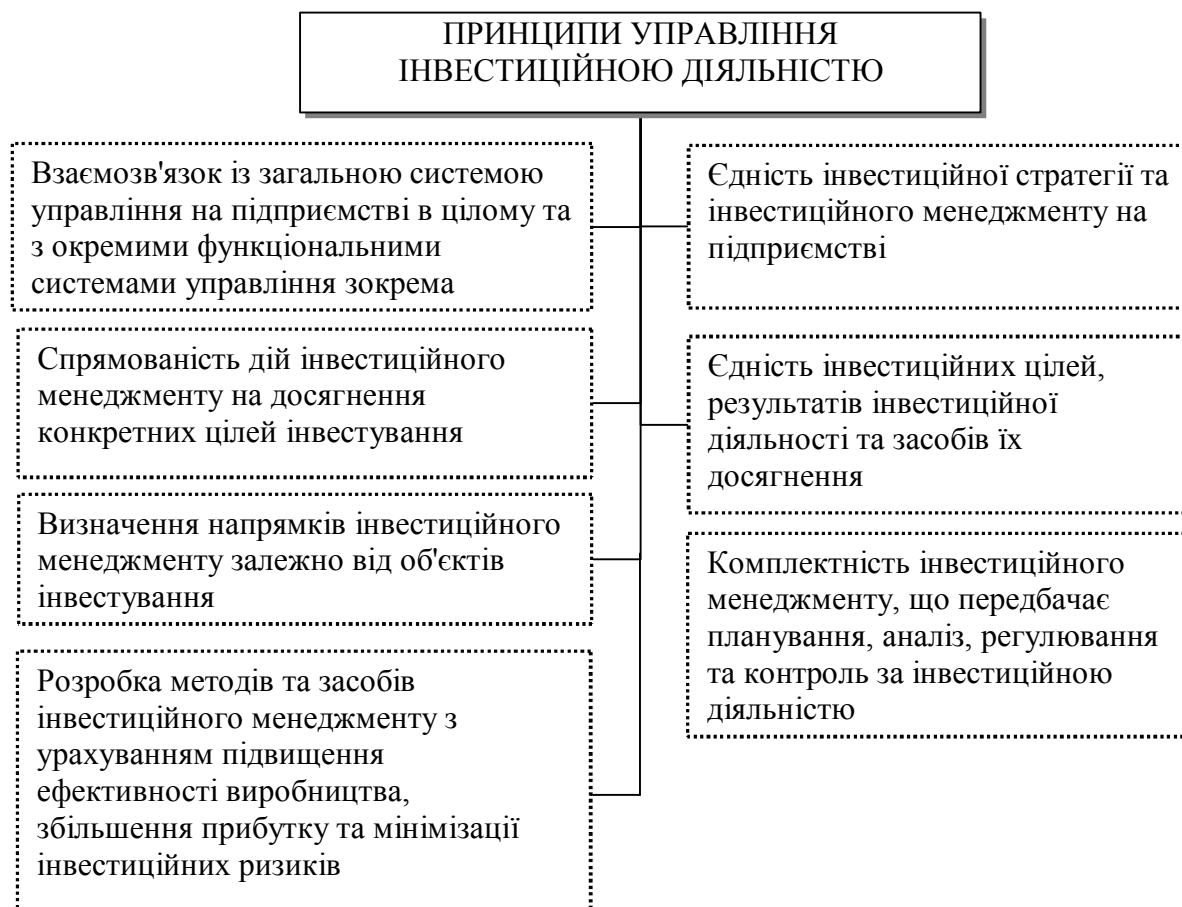 ПРИНЦИПИ УПРАВЛІННЯ
ІНВЕСТИЦІЙНОЮ ДІЯЛЬНІСТЮ
Взаємозв'язок із загальною системою
управління на підприємстві в цілому та
з окремими функціональними
системами управління зокрема
Спрямованість дій інвестиційного
менеджменту на досягнення
конкретних цілей інвестування
Визначення напрямків інвестиційного
менеджменту залежно від об'єктів
інвестування
Розробка методів та засобів
інвестиційного менеджменту з
урахуванням підвищення
ефективності виробництва,
збільшення прибутку та мінімізації
інвестиційних ризиків
Єдність інвестиційної стратегії та
інвестиційного менеджменту на
підприємстві
Єдність інвестиційних цілей,
результатів інвестиційної
діяльності та засобів їх
досягнення
Комплектність інвестиційного
менеджменту, що передбачає
планування, аналіз, регулювання
та контроль за інвестиційною
діяльністю